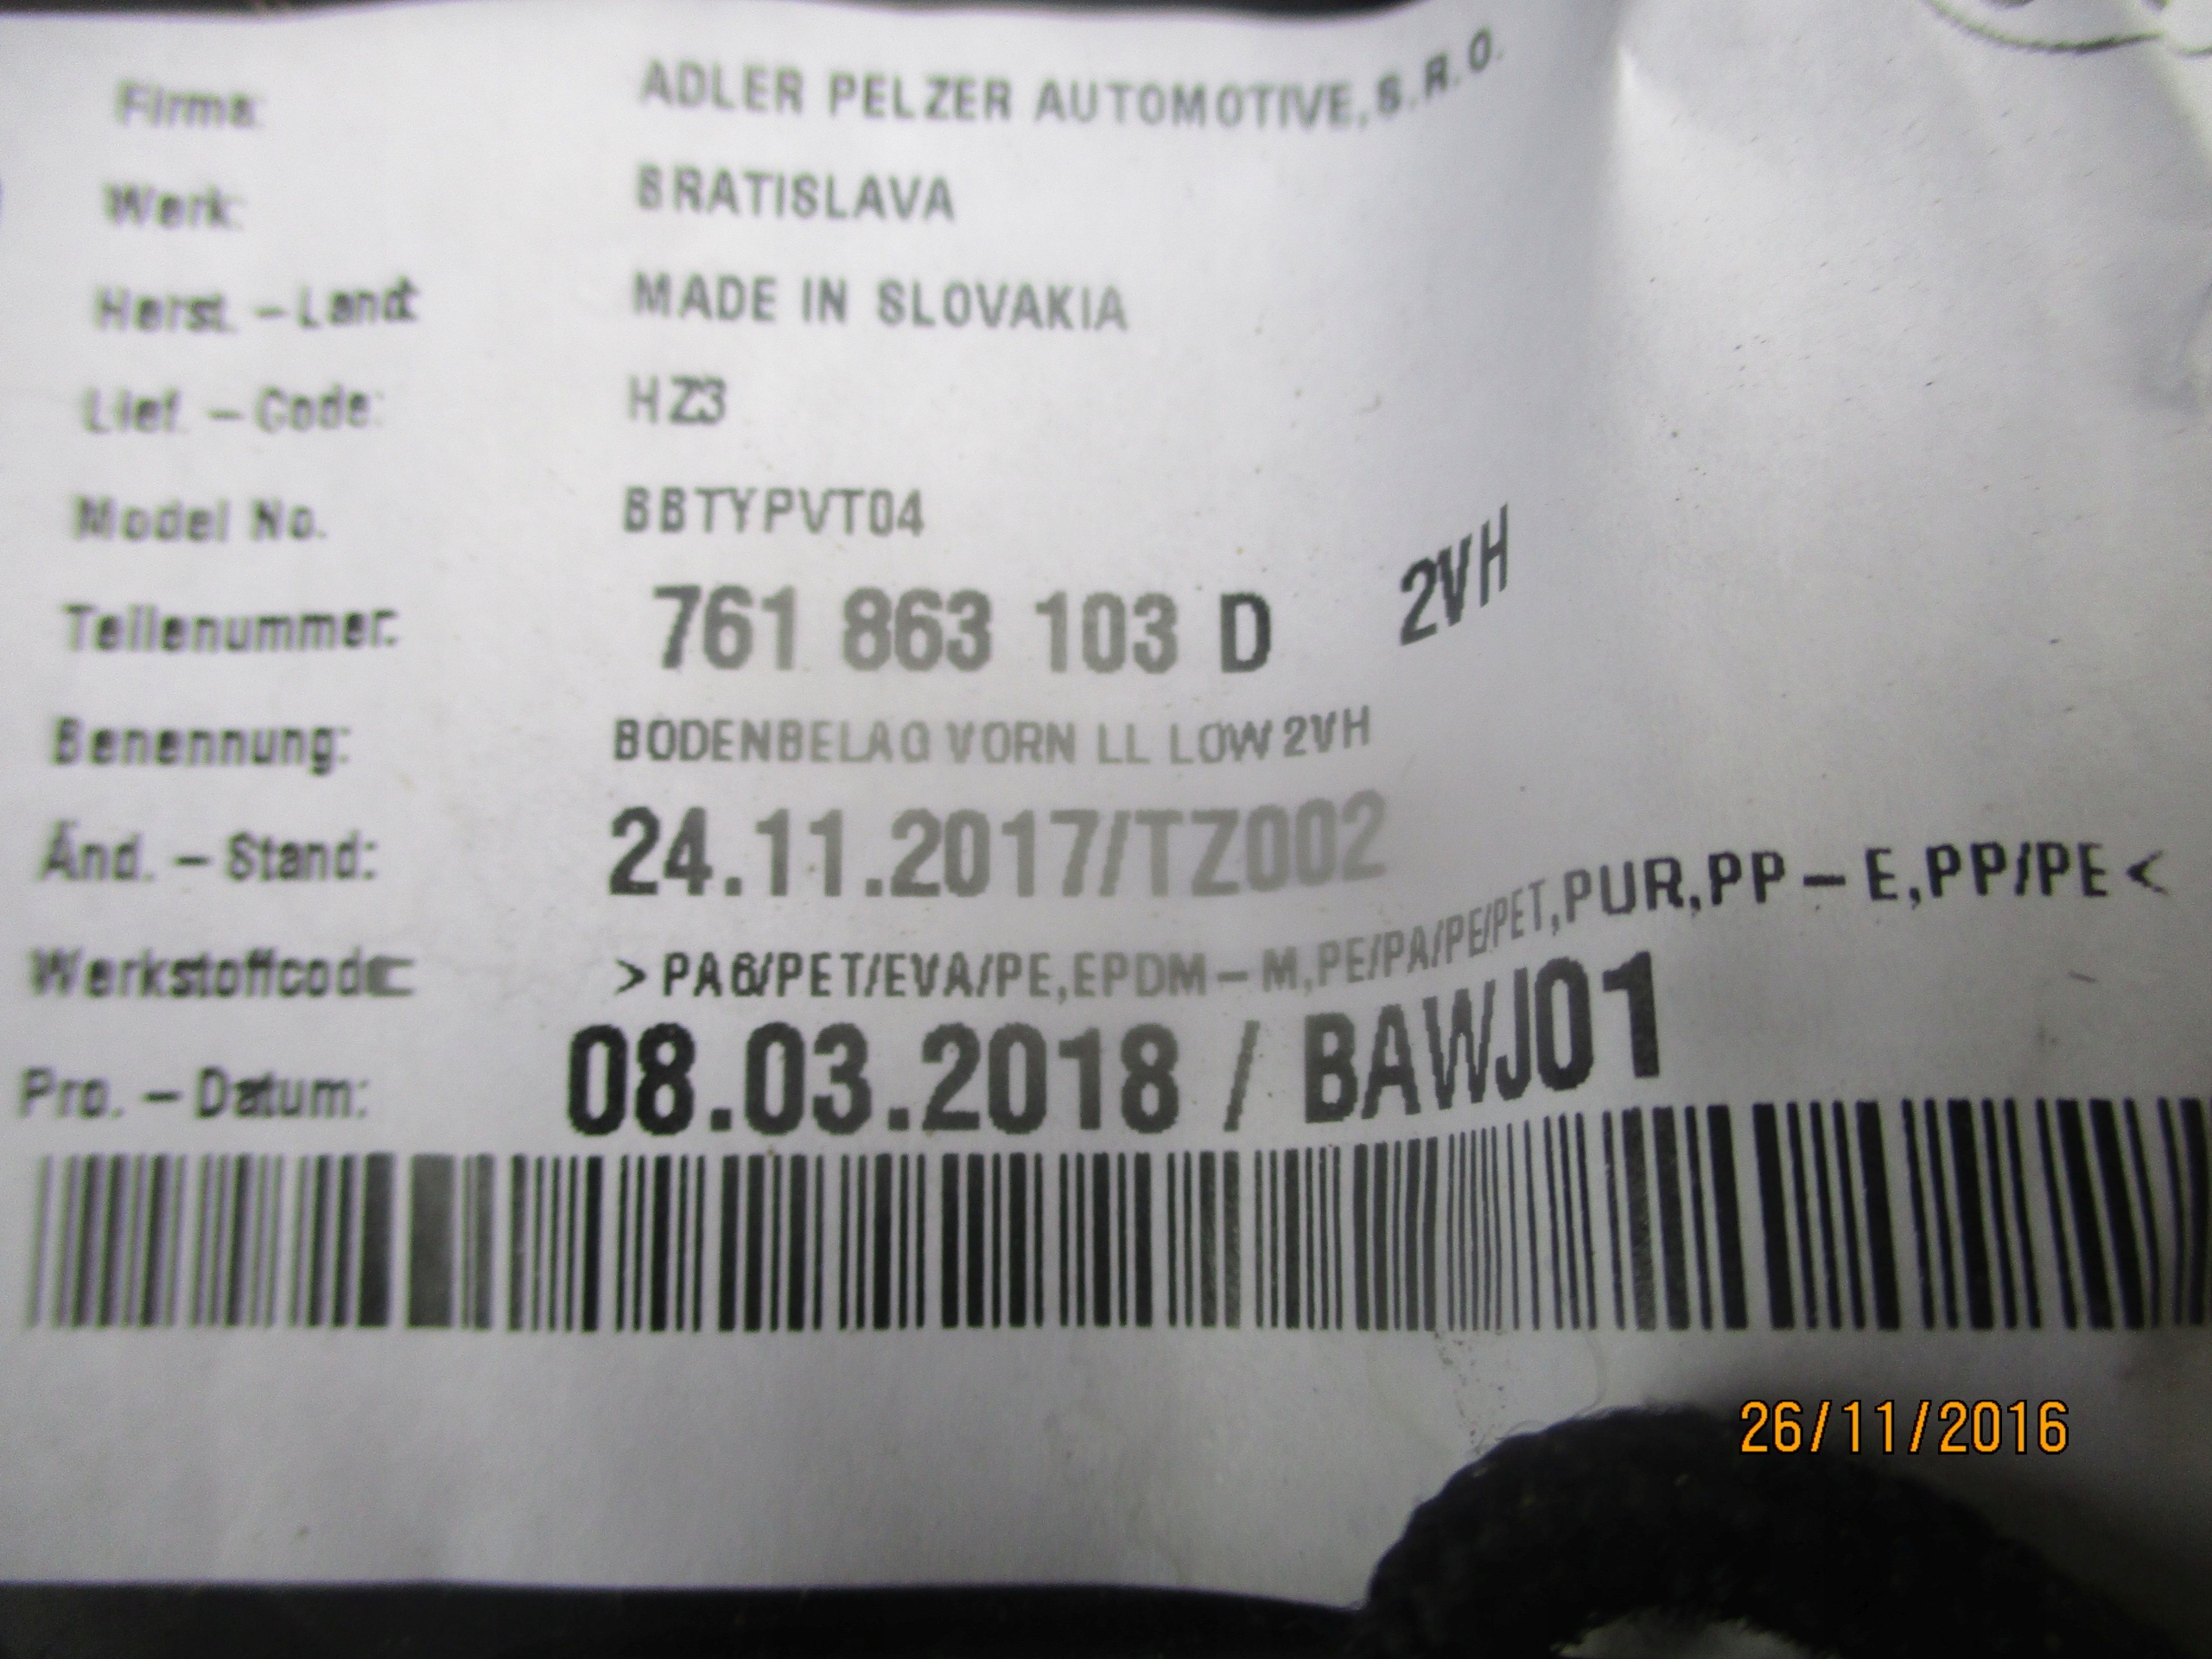 Firma: ADLER PELZER AUTOMOTIVE, S.R.O.
Werk: BRATISLAVA
Herst. – Land: MADE IN SLOVAKIA
Lief. – Code: HZ3
Model No. BBTYPVT04
Teilenummer: 761 863 103 D 2VH
Benennung: BODENBELAG VORN LL LOW 2VH
Änd. – Stand: 24.11.2017/TZ002
Werkstoffcode >PA6/PET/EVA/PE,EPDM – M,PE/PA/PE/PET,PUR,PP – E,PP/PE<
Pro. – Datum: 08.03.2018 / BAWJ01
26/11/2016